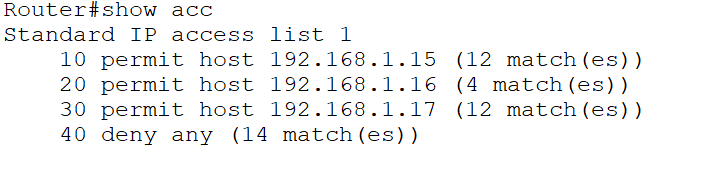 Router#show acc
Standard IP access list 1
    10 permit host 192.168.1.15 (12 match(es))
    20 permit host 192.168.1.16 (4 match(es))
    30 permit host 192.168.1.17 (12 match(es))
    40 deny any (14 match(es))